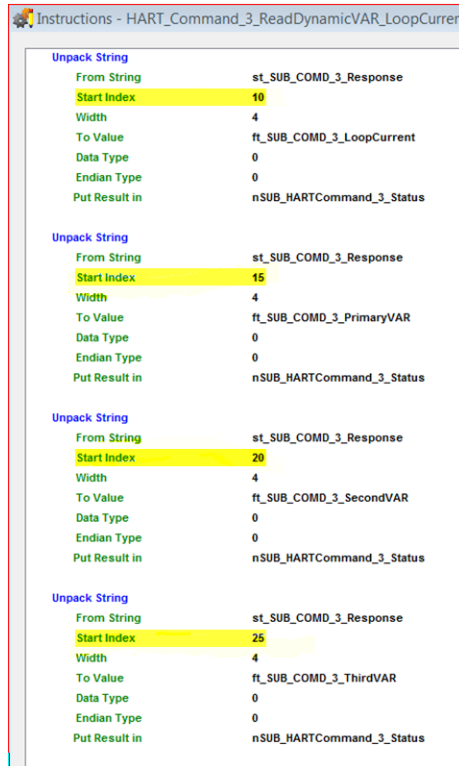 Instructions - HART_Command_3_ReadDynamicVAR_LoopCurren
Unpack String
From String st_SUB_COMD_3_Response
Start Index 10
Width 4
To Value ft_SUB_COMD_3_LoopCurrent
Data Type 0
Endian Type 0
Put Result in nSUB_HARTCommand_3_Status
Unpack String
From String st_SUB_COMD_3_Response
Start Index 15
Width 4
To Value ft_SUB_COMD_3_PrimaryVAR
Data Type 0
Endian Type 0
Put Result in nSUB_HARTCommand_3_Status
Unpack String
From String st_SUB_COMD_3_Response
Start Index 20
Width 4
To Value ft_SUB_COMD_3_SecondVAR
Data Type 0
Endian Type 0
Put Result in nSUB_HARTCommand_3_Status
Unpack String
From String st_SUB_COMD_3_Response
Start Index 25
Width 4
To Value ft_SUB_COMD_3_ThirdVAR
Data Type 0
Endian Type 0
Put Result in nSUB_HARTCommand_3_Status